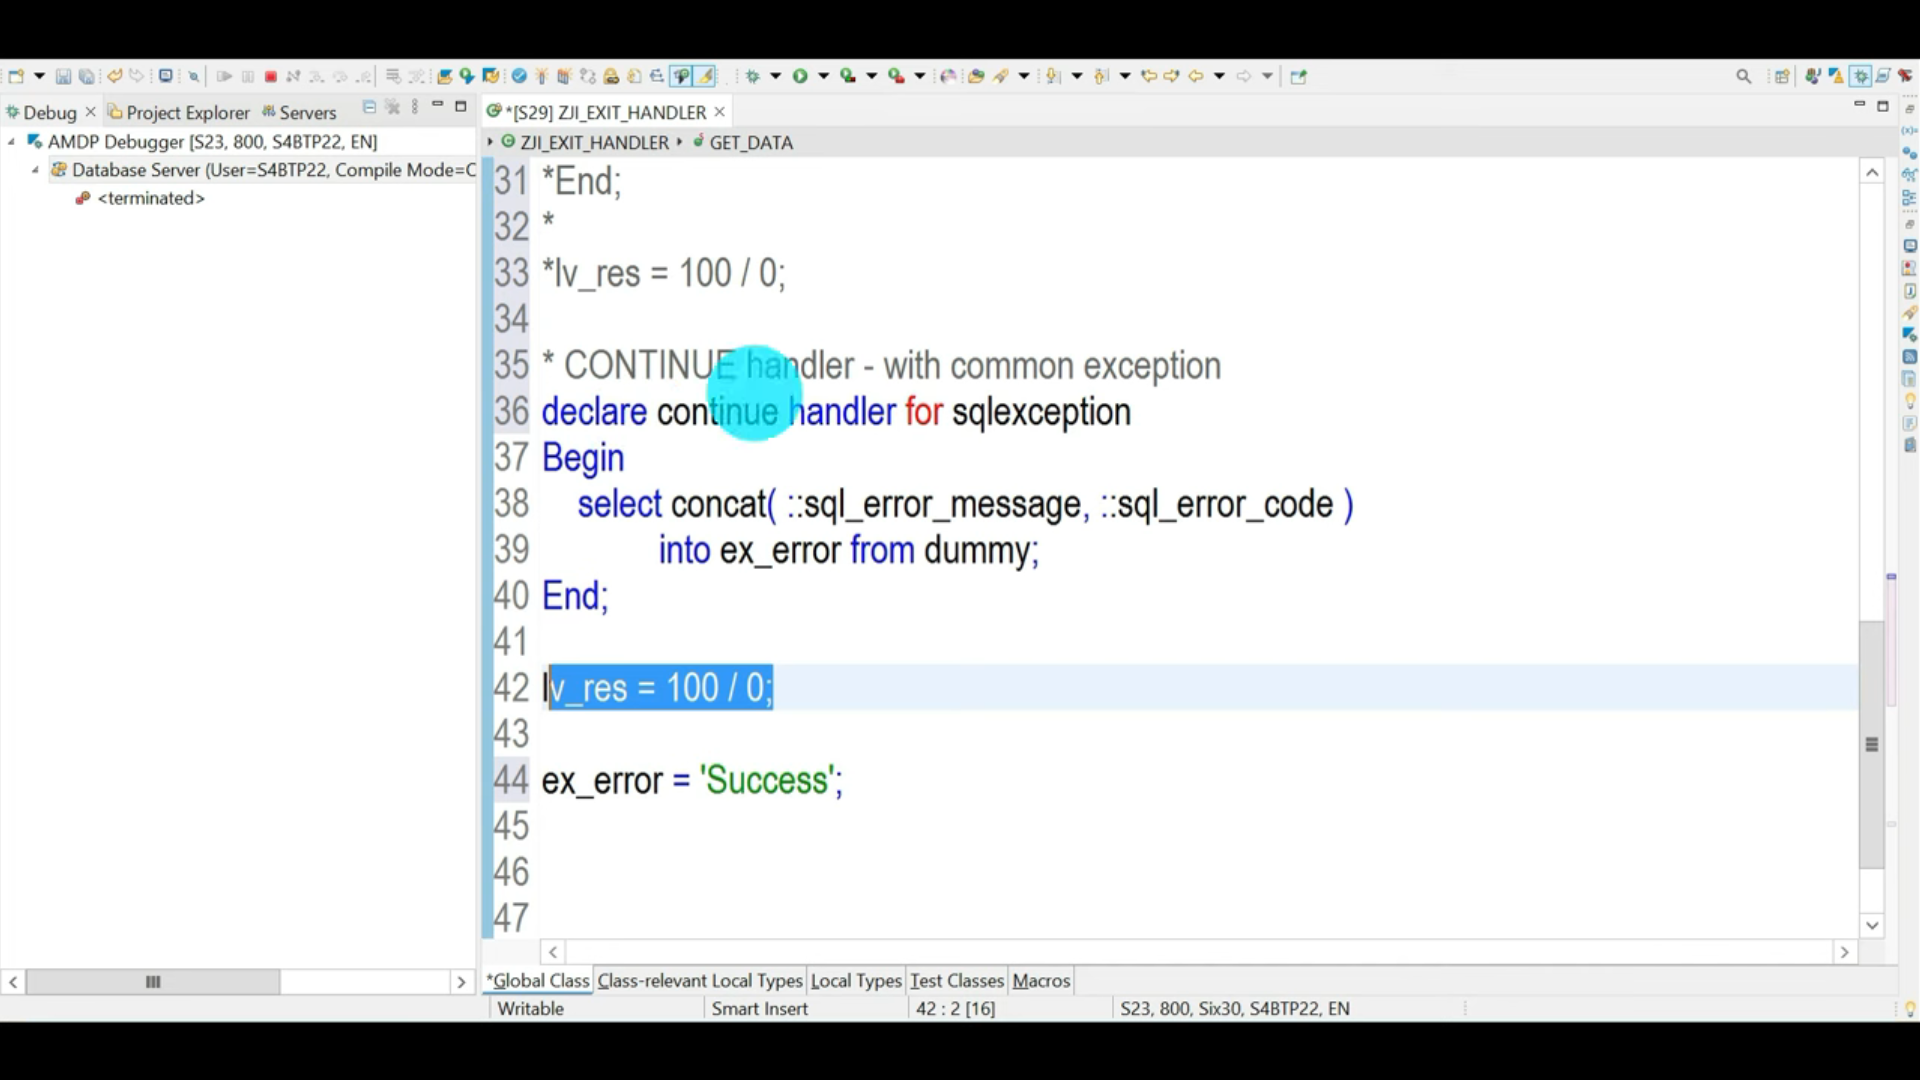 Debug
Project Explorer
Servers
*[S29] ZJI_EXIT_HANDLER
AMDP Debugger [S23, 800, S4BTP22, EN]
Database Server (User=S4BTP22, Compile Mode=C
<terminated>
ZJI_EXIT_HANDLER
GET_DATA
31 *End;
32 *
33 *lv_res = 100 / 0;
34
35 * CONTINUE handler - with common exception
36 declare continue handler for sqlexception
37 Begin
38 select concat( ::sql_error_message, ::sql_error_code )
39 into ex_error from dummy;
40 End;
41
42 lv_res = 100 / 0;
43
44 ex_error = 'Success';
45
46
47
*Global Class
Class-relevant Local Types
Local Types
Test Classes
Macros
Writable
Smart Insert
42 : 2 [16]
S23, 800, Six30, S4BTP22, EN